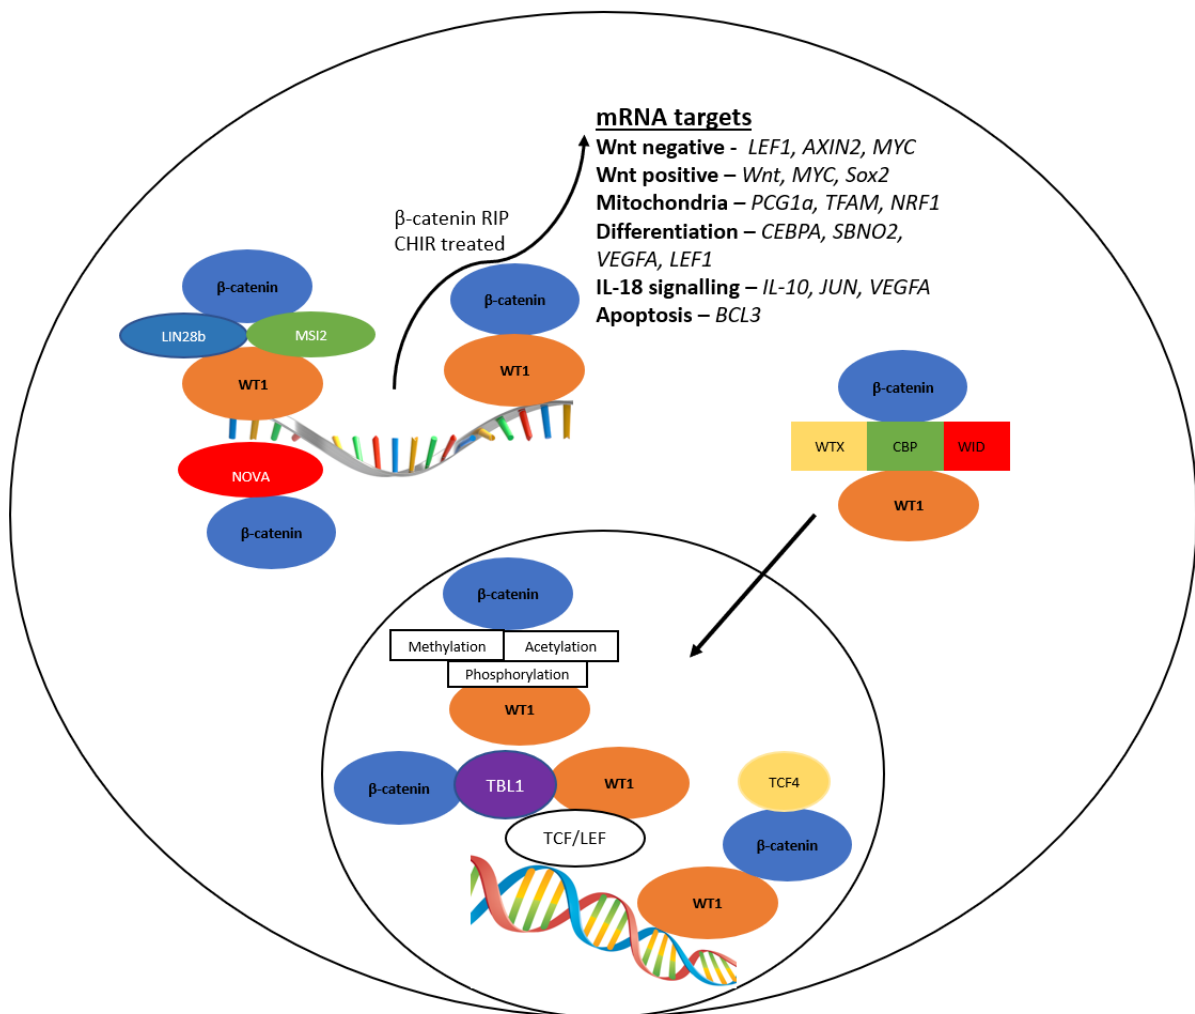 mRNA targets
Wnt negative - LEF1, AXIN2, MYC
Wnt positive – Wnt, MYC, Sox2
Mitochondria – PCG1a, TFAM, NRF1
Differentiation – CEBPA, SBNO2,
VEGFA, LEF1
IL-18 signalling – IL-10, JUN, VEGFA
Apoptosis – BCL3
β-catenin RIP
CHIR treated
β-catenin
LIN28b
MSI2
WT1
NOVA
β-catenin
β-catenin
WT1
β-catenin
WTX
CBP
WID
WT1
β-catenin
Methylation
Acetylation
Phosphorylation
WT1
β-catenin
TBL1
WT1
TCF/LEF
TCF4
β-catenin
WT1